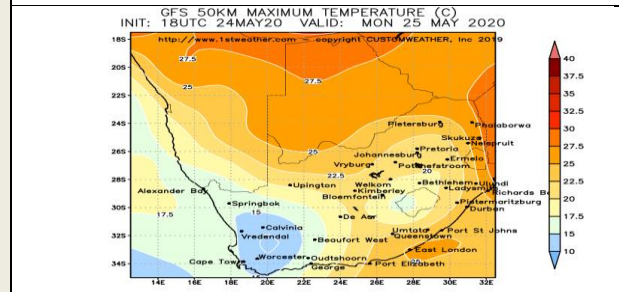 GFS 50KM MAXIMUM TEMPERATURE (C)
INIT: 18UTC 24MAY20 VALID: MON 25 MAY 2020
http://www.1stweather.com copyright CUSTOMWEATHER, Inc 2019
18S
20S
22S
24S
26S
28S
30S
32S
34S
27.5
27.5
25
25
22.5
20
17.5
15
25
Pietersburg
Phalaborwa
Skukuza
Nelspruit
Pretoria
Johannesburg
Ermelo
Potchefstroom
Vryburg
Welkom
Bethlehem
Ulundi
Ladysmith
Richards B
Kimberley
Bloemfontein
Pietermaritzburg
Durban
Upington
Alexander Bay
Springbok
De Aar
Calvinia
Vredendal
Beaufort West
Umtata
Port St Johns
Queenstown
East London
Cape Town
Worcester
Oudtshoorn
George
Port Elizabeth
14E 16E 18E 20E 22E 24E 26E 28E 30E 32E
40
37.5
35
32.5
30
27.5
25
22.5
20
17.5
15
10